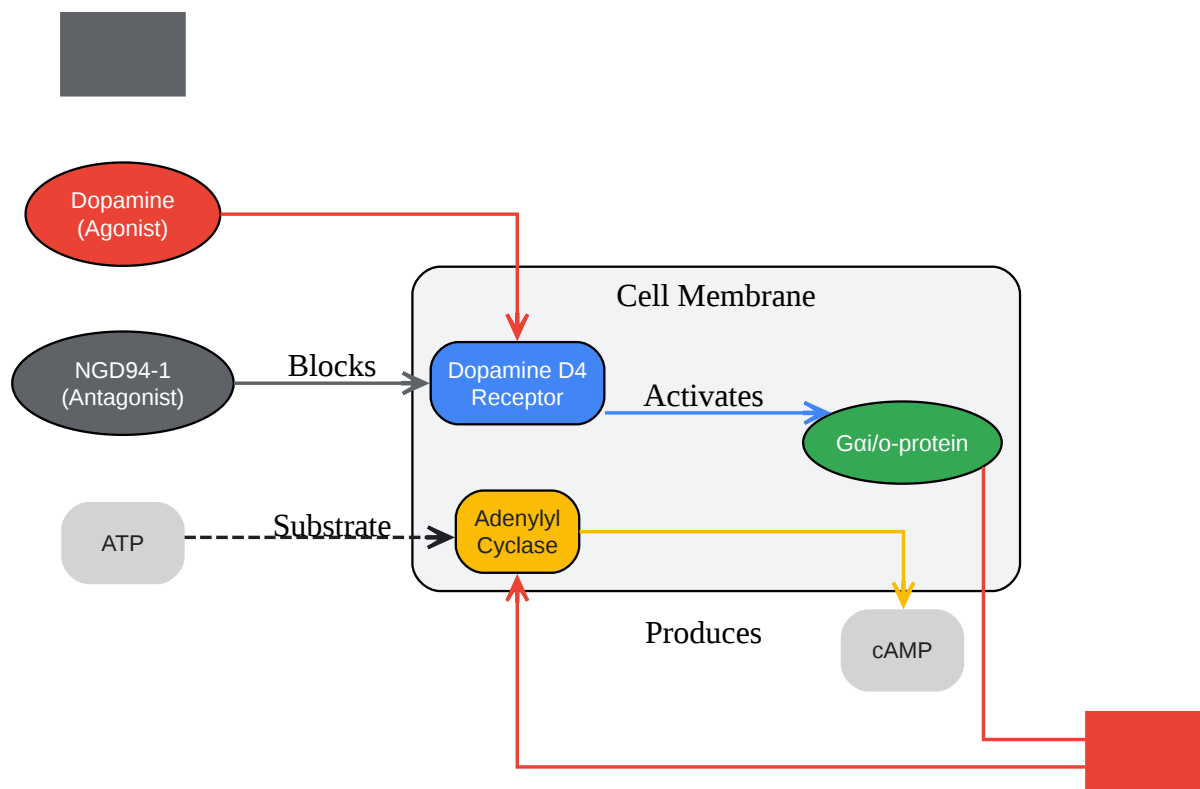 Dopamine
(Agonist)
Cell Membrane
NGD94-1
(Antagonist)
Blocks
Dopamine D4
Receptor
Activates
Gαi/o-protein
ATP
Substrate
Adenylyl
Cyclase
Produces
cAMP